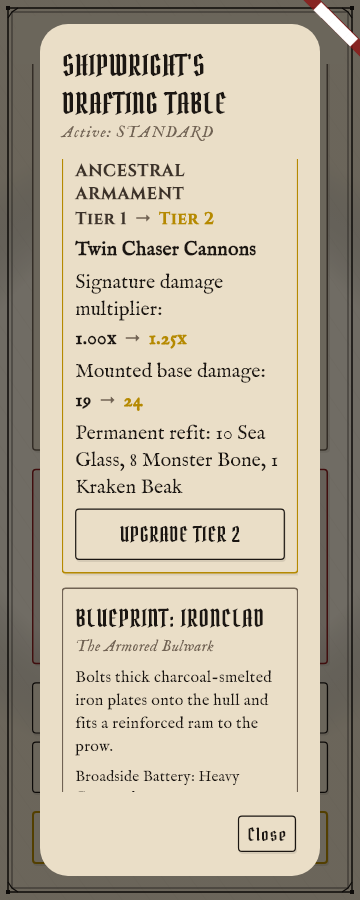 SHIPWRIGHT'S
DRAFTING TABLE
Active: STANDARD
ANCESTRAL
ARMAMENT
TIER 1 → TIER 2
Twin Chaser Cannons
Signature damage
multiplier:
1.00x → 1.25x
Mounted base damage:
19 → 24
Permanent refit: 10 Sea
Glass, 8 Monster Bone, 1
Kraken Beak
UPGRADE TIER 2
BLUEPRINT: IRONCLAD
The Armored Bulwark
Bolts thick charcoal-smelted
iron plates onto the hull and
fits a reinforced ram to the
prow.
Broadside Battery: Heavy
Close